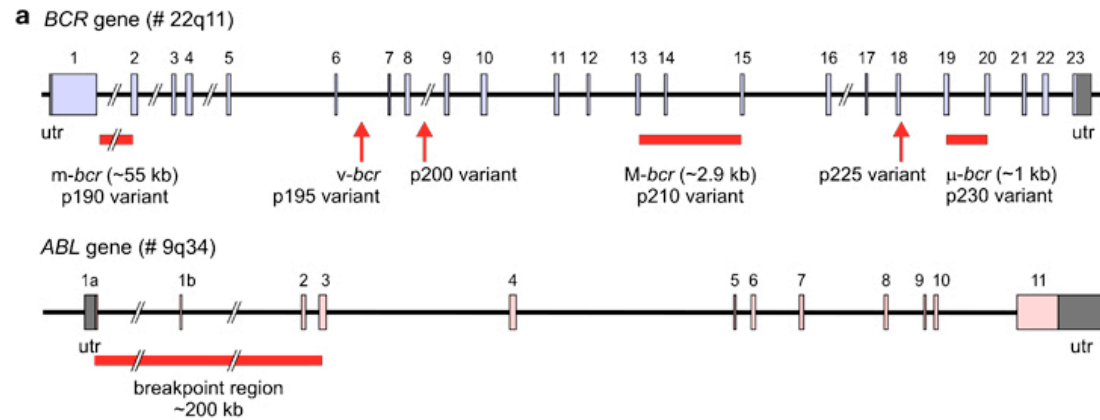 a BCR gene (# 22q11)
1 2 3 4 5 6 7 8 9 10 11 12 13 14 15 16 17 18 19 20 21 22 23
utr utr
m-bcr (~55 kb)
p190 variant
v-bcr
p195 variant
p200 variant
M-bcr (~2.9 kb)
p210 variant
p225 variant
μ-bcr (~1 kb)
p230 variant
ABL gene (# 9q34)
1a 1b 2 3 4 5 6 7 8 9 10 11
utr utr
breakpoint region
~200 kb